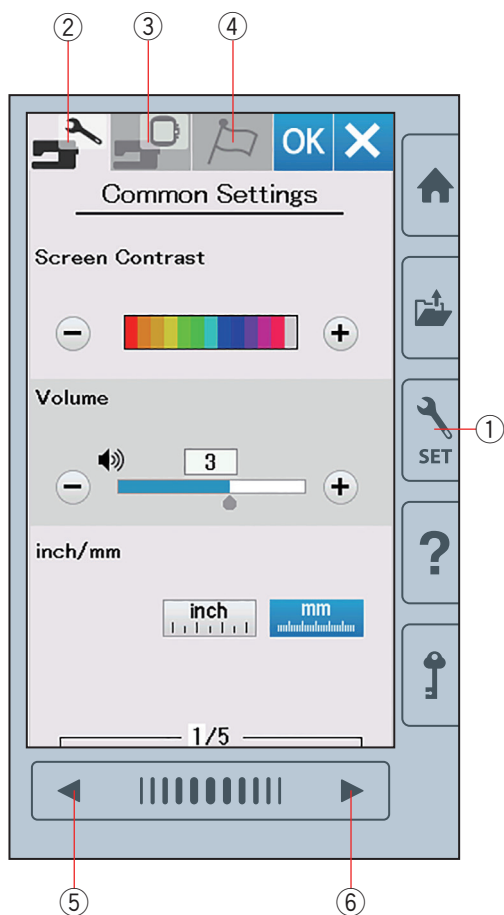 ② ③ ④
OK
Common Settings
Screen Contrast
− +
Volume
3
− +
①
SET
inch/mm
inch mm
?
1/5
⑤ ⑥